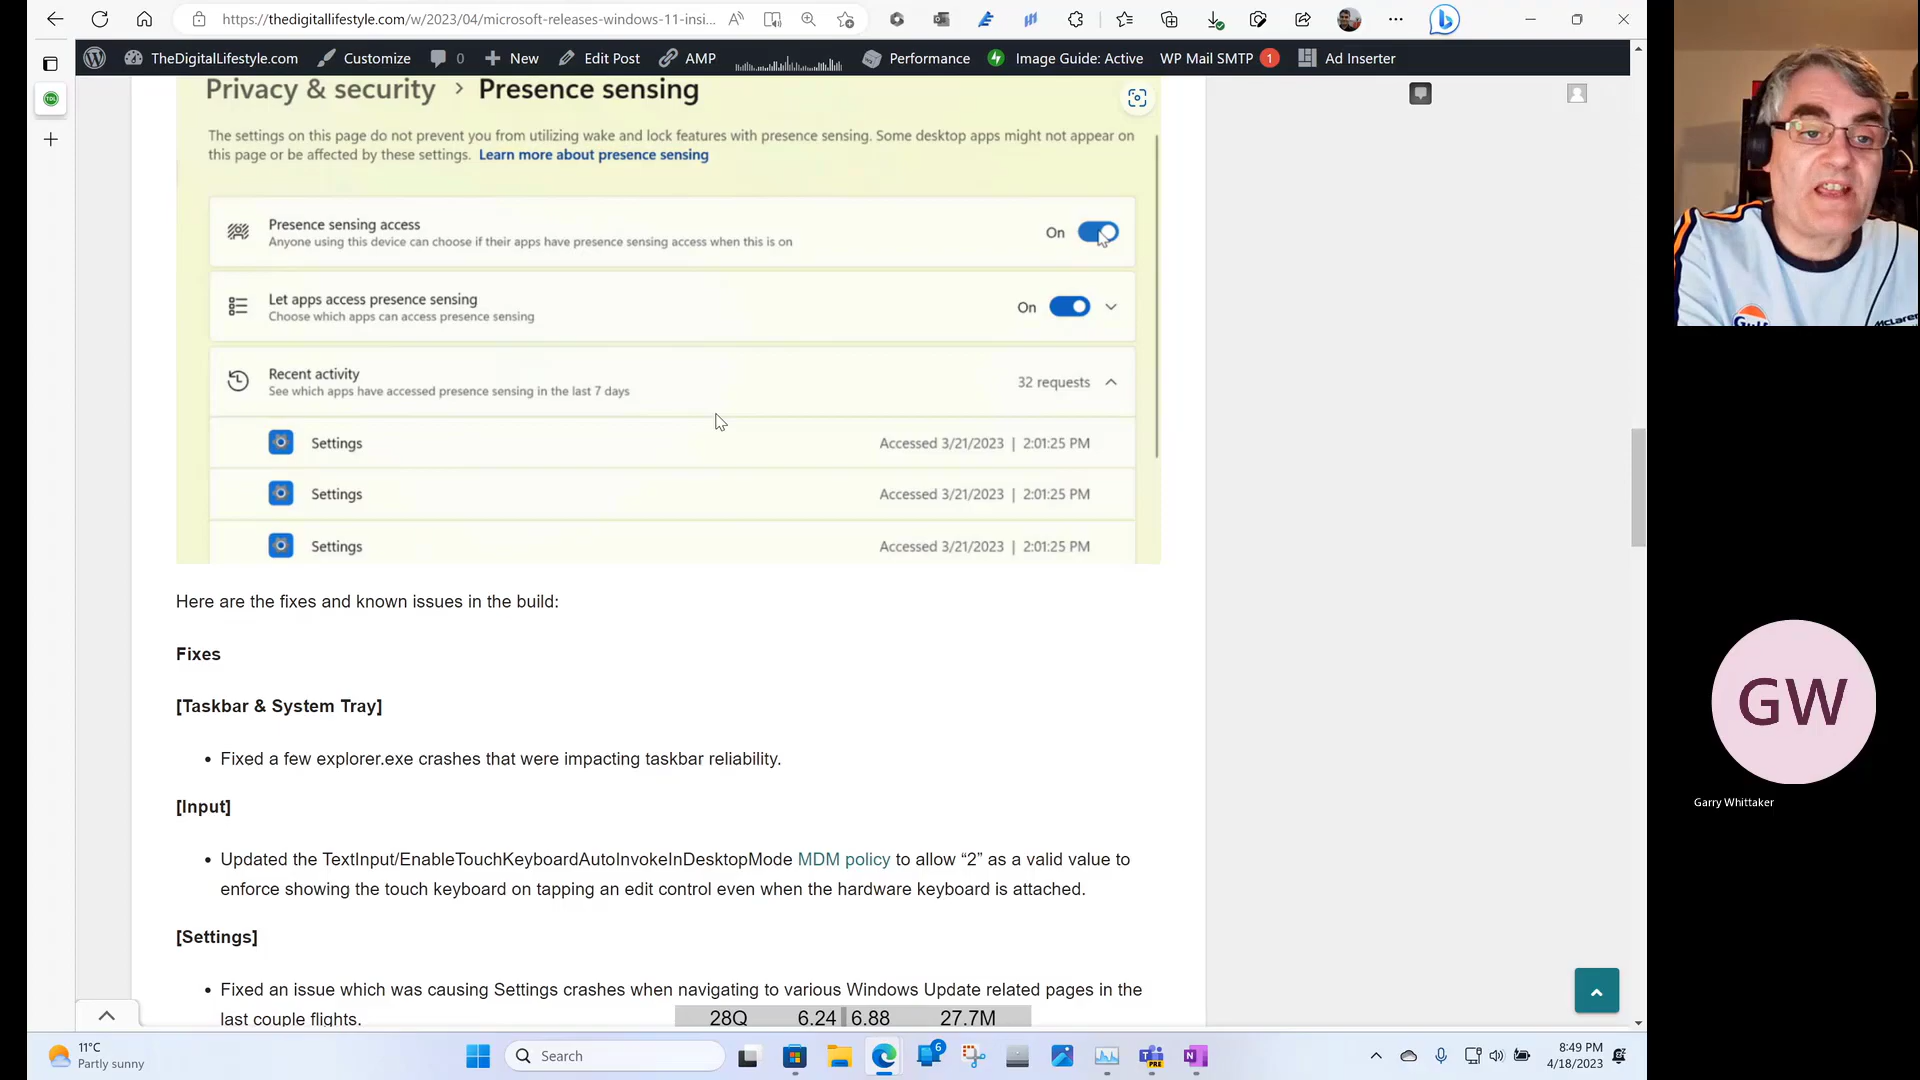 https://thedigitallifestyle.com/w/2023/04/microsoft-releases-windows-11-insi...
TheDigitalLifestyle.com Customize 0 New Edit Post AMP Performance Image Guide: Active WP Mail SMTP 1 Ad Inserter
Privacy & security > Presence sensing
The settings on this page do not prevent you from utilizing wake and lock features with presence sensing. Some desktop apps might not appear on
this page or be affected by these settings. Learn more about presence sensing
Presence sensing access
Anyone using this device can choose if their apps have presence sensing access when this is on
On
Let apps access presence sensing
Choose which apps can access presence sensing
On
Recent activity
See which apps have accessed presence sensing in the last 7 days
32 requests
Settings Accessed 3/21/2023 | 2:01:25 PM
Settings Accessed 3/21/2023 | 2:01:25 PM
Settings Accessed 3/21/2023 | 2:01:25 PM
Here are the fixes and known issues in the build:
Fixes
[Taskbar & System Tray]
• Fixed a few explorer.exe crashes that were impacting taskbar reliability.
[Input]
• Updated the TextInput/EnableTouchKeyboardAutoInvokeInDesktopMode MDM policy to allow “2” as a valid value to
enforce showing the touch keyboard on tapping an edit control even when the hardware keyboard is attached.
[Settings]
• Fixed an issue which was causing Settings crashes when navigating to various Windows Update related pages in the
last couple flights.
28Q 6.24 6.88 27.7M
11°C
Partly sunny
Search
6
PRE
8:49 PM
4/18/2023
Gulf
McLaren
GW
Garry Whittaker